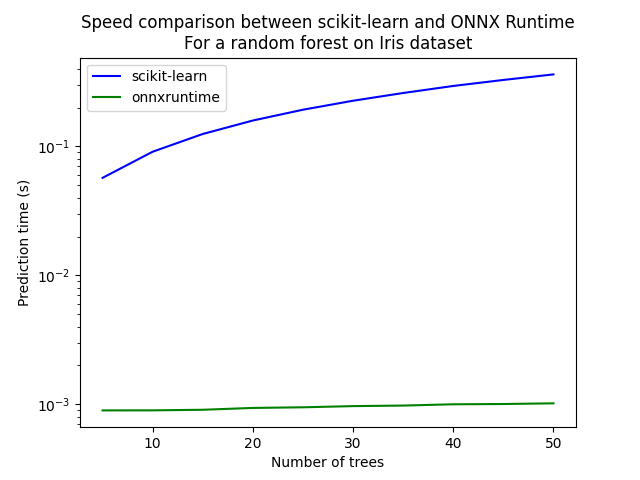 Speed comparison between scikit-learn and ONNX Runtime
For a random forest on Iris dataset
scikit-learn
onnxruntime
Prediction time (s)
10⁻¹
10⁻²
10⁻³
10 20 30 40 50
Number of trees